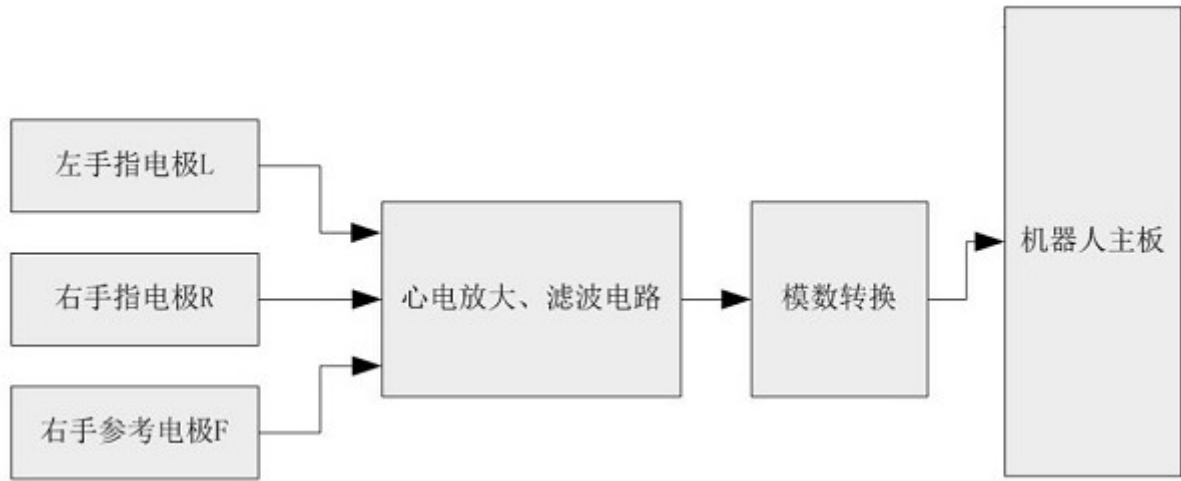 左手指电极L
右手指电极R
右手参考电极F
心电放大、滤波电路
模数转换
机器人主板